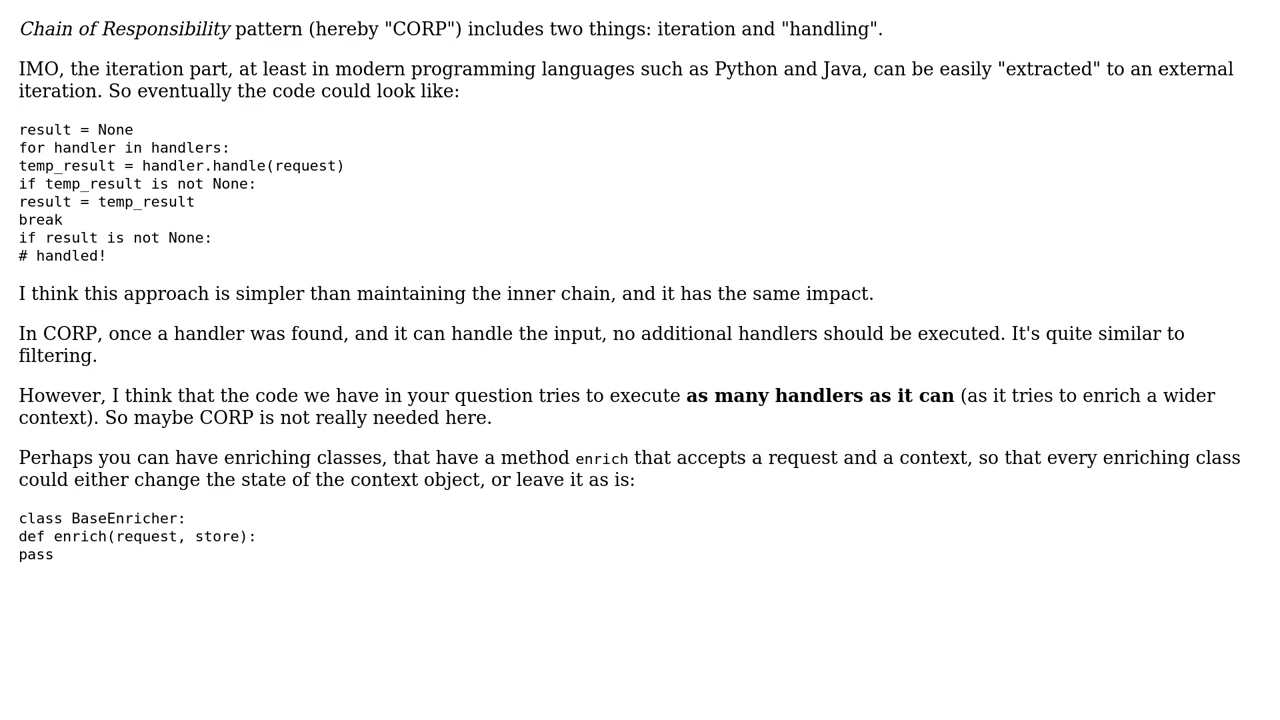 Chain of Responsibility pattern (hereby "CORP") includes two things: iteration and "handling".
IMO, the iteration part, at least in modern programming languages such as Python and Java, can be easily "extracted" to an external
iteration. So eventually the code could look like:
result = None
for handler in handlers:
temp_result = handler.handle(request)
if temp_result is not None:
result = temp_result
break
if result is not None:
# handled!
I think this approach is simpler than maintaining the inner chain, and it has the same impact.
In CORP, once a handler was found, and it can handle the input, no additional handlers should be executed. It's quite similar to
filtering.
However, I think that the code we have in your question tries to execute as many handlers as it can (as it tries to enrich a wider
context). So maybe CORP is not really needed here.
Perhaps you can have enriching classes, that have a method enrich that accepts a request and a context, so that every enriching class
could either change the state of the context object, or leave it as is:
class BaseEnricher:
def enrich(request, store):
pass